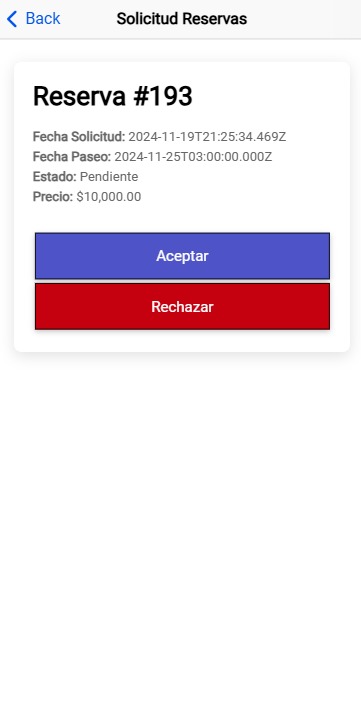 Back
Solicitud Reservas
Reserva #193
Fecha Solicitud: 2024-11-19T21:25:34.469Z
Fecha Paseo: 2024-11-25T03:00:00.000Z
Estado: Pendiente
Precio: $10,000.00
Aceptar
Rechazar